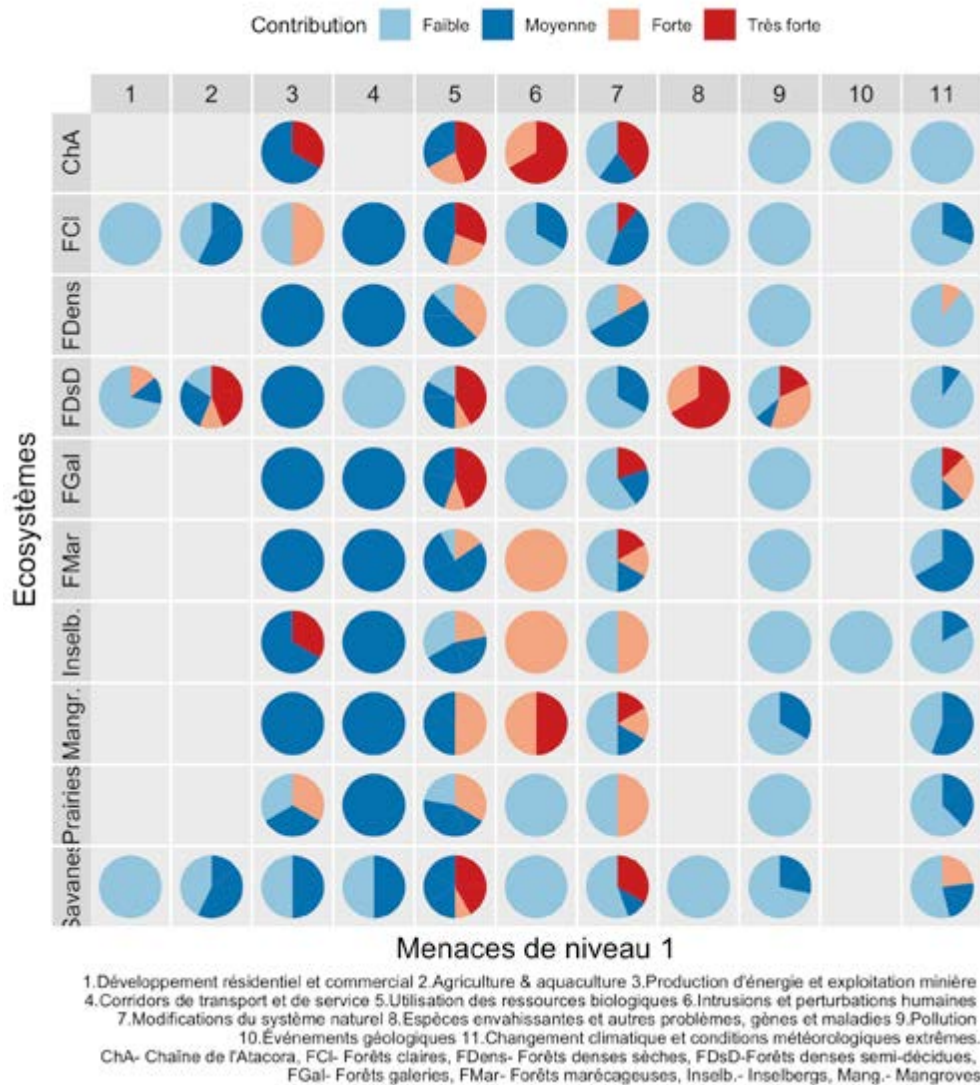 Contribution Faible Moyenne Forte Très forte
1 2 3 4 5 6 7 8 9 10 11
ChA
FCl
FDens
FDsD
FGal
FMar
Inselb.
Mangr.
Prairies
Savanes
Ecosystèmes
Menaces de niveau 1
1.Développement résidentiel et commercial 2.Agriculture & aquaculture 3.Production d'énergie et exploitation minière
4.Corridors de transport et de service 5.Utilisation des ressources biologiques 6.Intrusions et perturbations humaines
7.Modifications du système naturel 8.Espèces envahissantes et autres problèmes, gènes et maladies 9.Pollution
10.Événements géologiques 11.Changement climatique et conditions météorologiques extrêmes.
ChA- Chaîne de l'Atacora, FCl- Forêts claires, FDens- Forêts denses sèches, FDsD-Forêts denses semi-décidues,
FGal- Forêts galeries, FMar- Forêts marécageuses, Inselb.- Inselbergs, Mang.- Mangroves